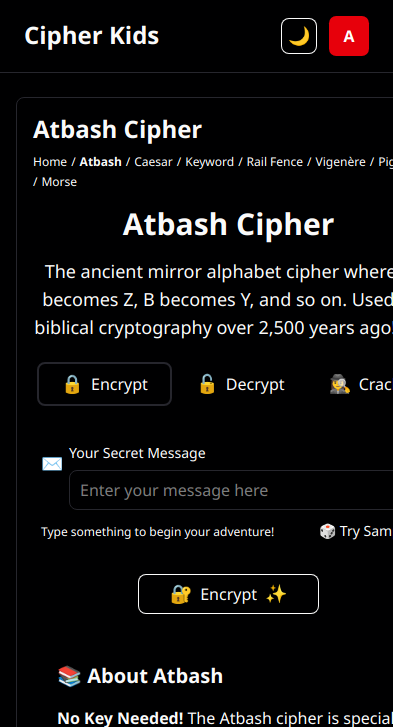 Cipher Kids
A
Atbash Cipher
Home / Atbash / Caesar / Keyword / Rail Fence / Vigenère / Pig
/ Morse
Atbash Cipher
The ancient mirror alphabet cipher where
becomes Z, B becomes Y, and so on. Used
biblical cryptography over 2,500 years ago
Encrypt
Decrypt
Crac
Your Secret Message
Enter your message here
Type something to begin your adventure!
Try Sam
Encrypt
About Atbash
No Key Needed! The Atbash cipher is special